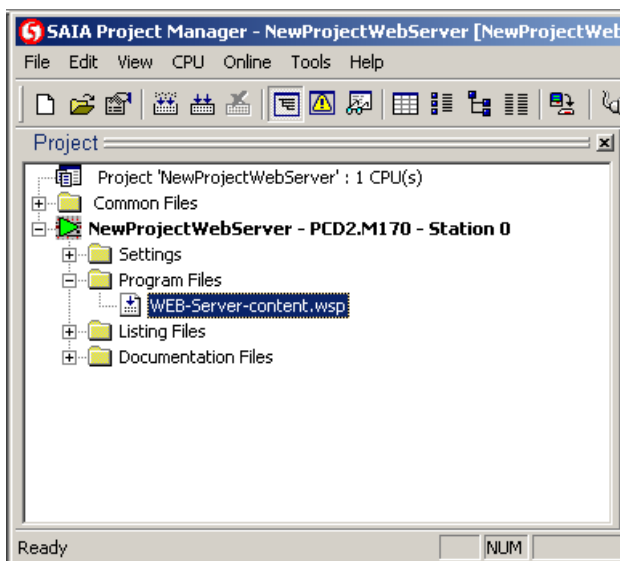 SAIA Project Manager - NewProjectWebServer [NewProjectWeb
File Edit View CPU Online Tools Help
Project
Project 'NewProjectWebServer' : 1 CPU(s)
Common Files
NewProjectWebServer - PCD2.M170 - Station 0
Settings
Program Files
WEB-Server-content.wsp
Listing Files
Documentation Files
Ready
NUM